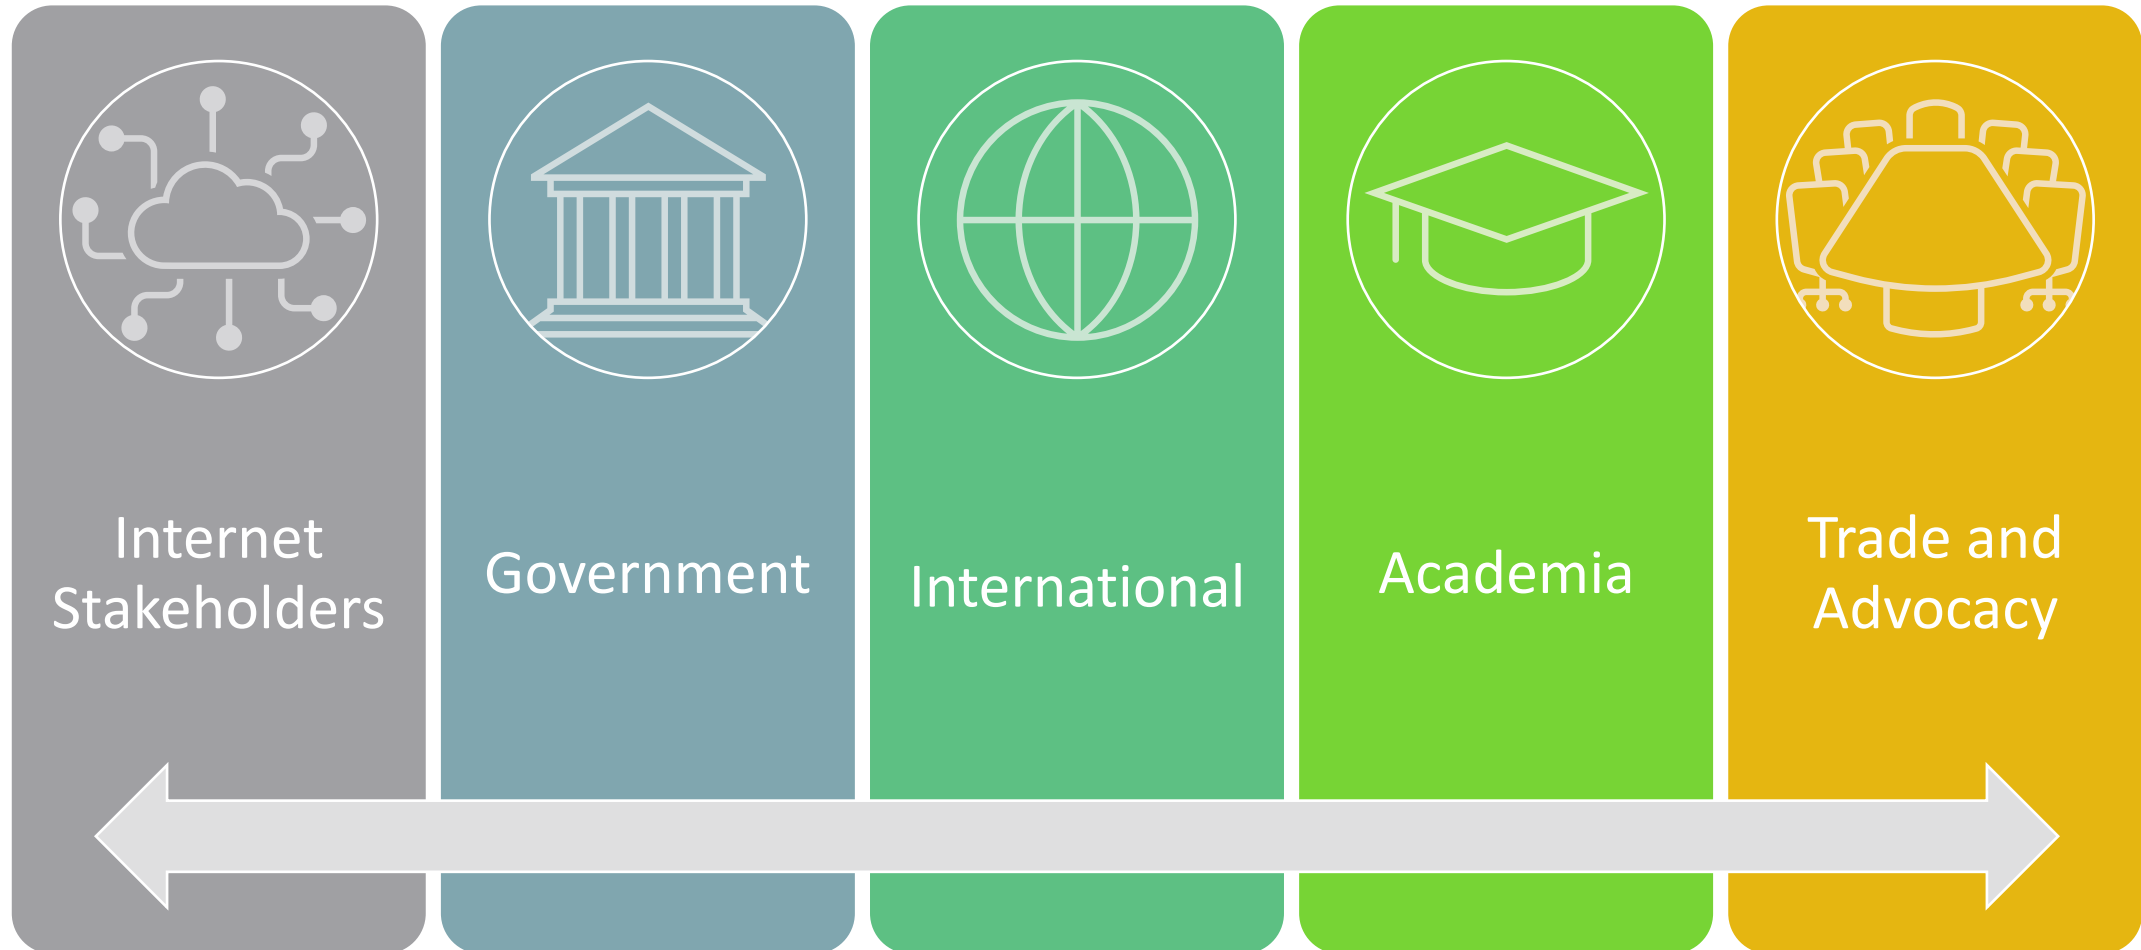 Internet
Stakeholders
Government
International
Academia
Trade and
Advocacy